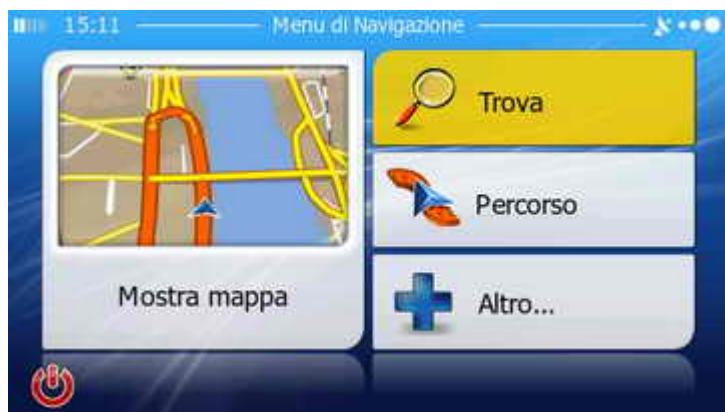 15:11 Menu di Navigazione
Trova
Percorso
Mostra mappa
Altro...